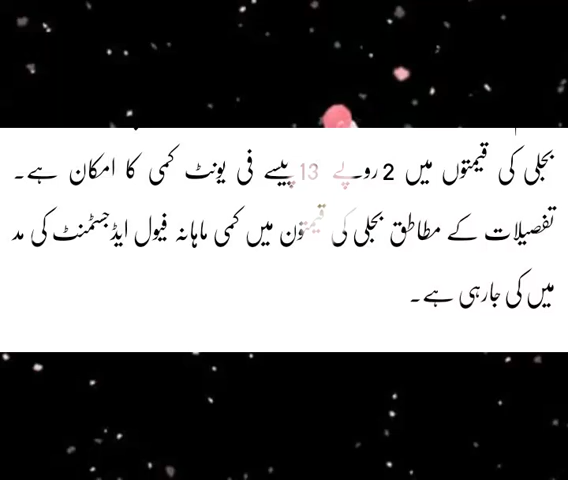 بجلی کی قیمتوں میں 2 روپے 13 پیسے فی یونٹ کمی کا امکان ہے۔
تفصیلات کے مطابق بجلی کی قیمتون میں کمی ماہانہ فیول ایڈجسٹمنٹ کی مد
میں کی جارہی ہے۔